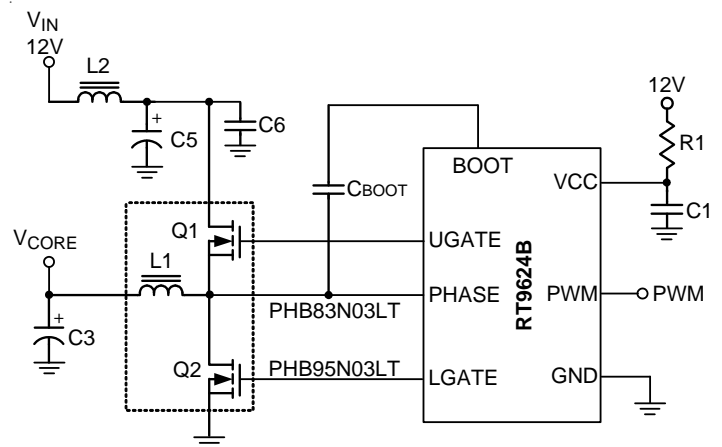 VIN
12V
L2
12V
R1
C5
C6
CBOOT
BOOT
VCC
C1
VCORE
Q1
UGATE
L1
RT9624B
PHASE
PWM
PWM
PHB83N03LT
C3
Q2
PHB95N03LT
LGATE
GND